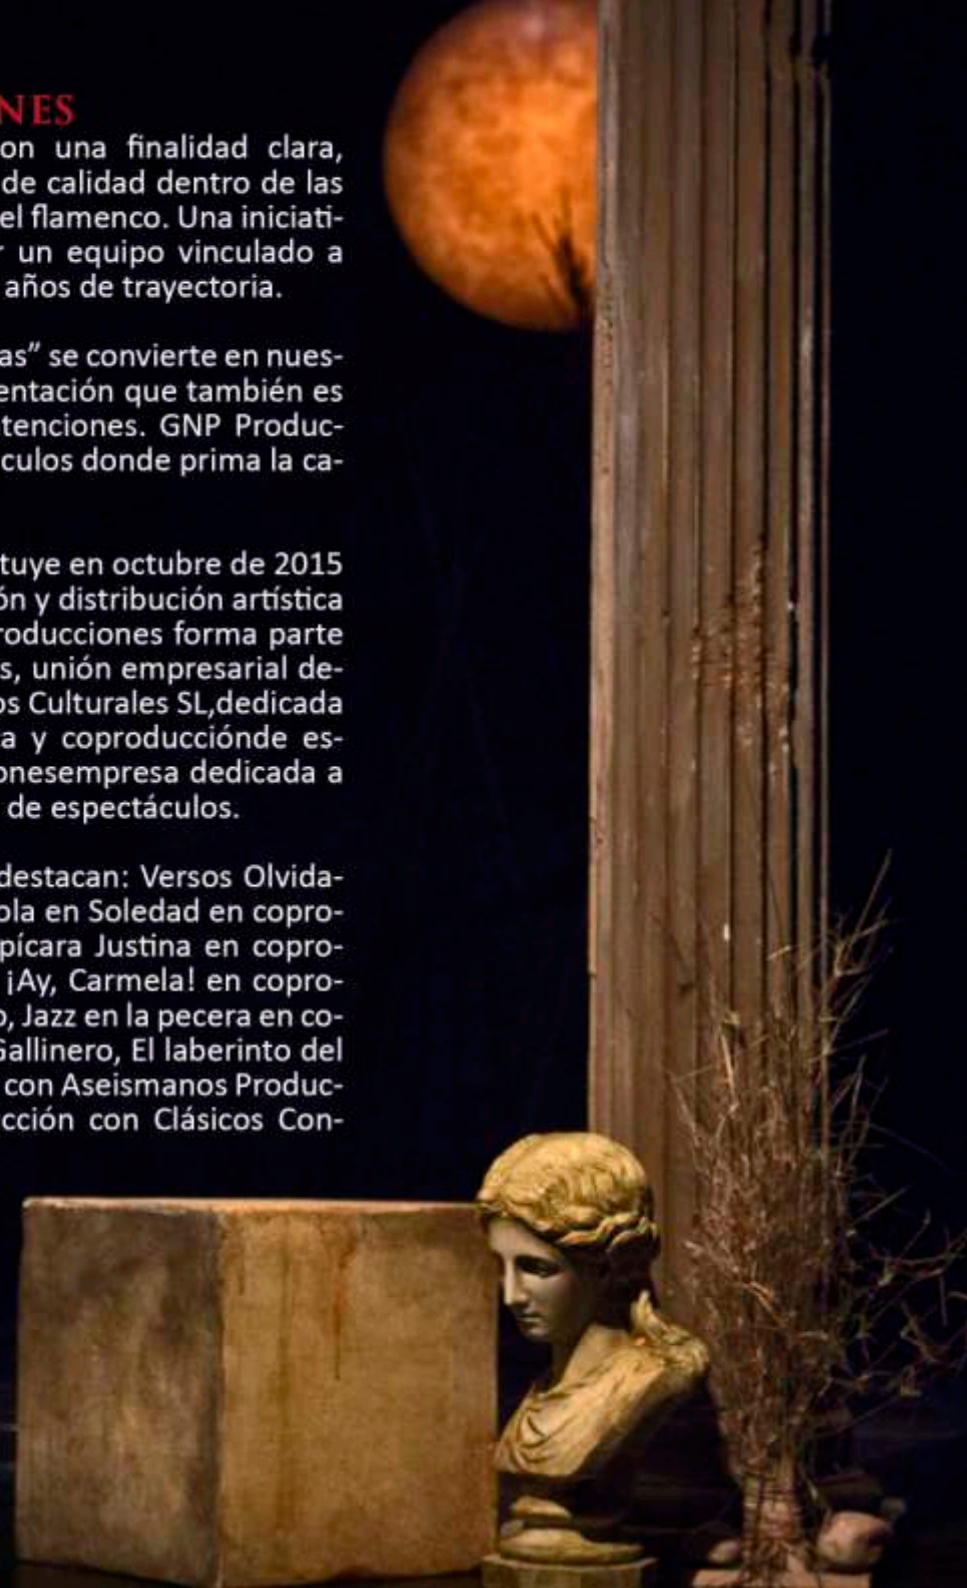 NES
on una finalidad clara,
de calidad dentro de las
el flamenco. Una iniciati-
r un equipo vinculado a
años de trayectoria.
as” se convierte en nues-
entación que también es
tenciones. GNP Produc-
culos donde prima la ca-
tuye en octubre de 2015
ón y distribución artística
roducciones forma parte
s, unión empresarial de-
os Culturales SL,dedicada
a y coproducciónde es-
onesempresa dedicada a
de espectáculos.
destacan: Versos Olvida-
ola en Soledad en copro-
pícara Justina en copro-
¡Ay, Carmela! en copro-
o, Jazz en la pecera en co-
Gallinero, El laberinto del
con Aseismanos Produc-
cción con Clásicos Con-